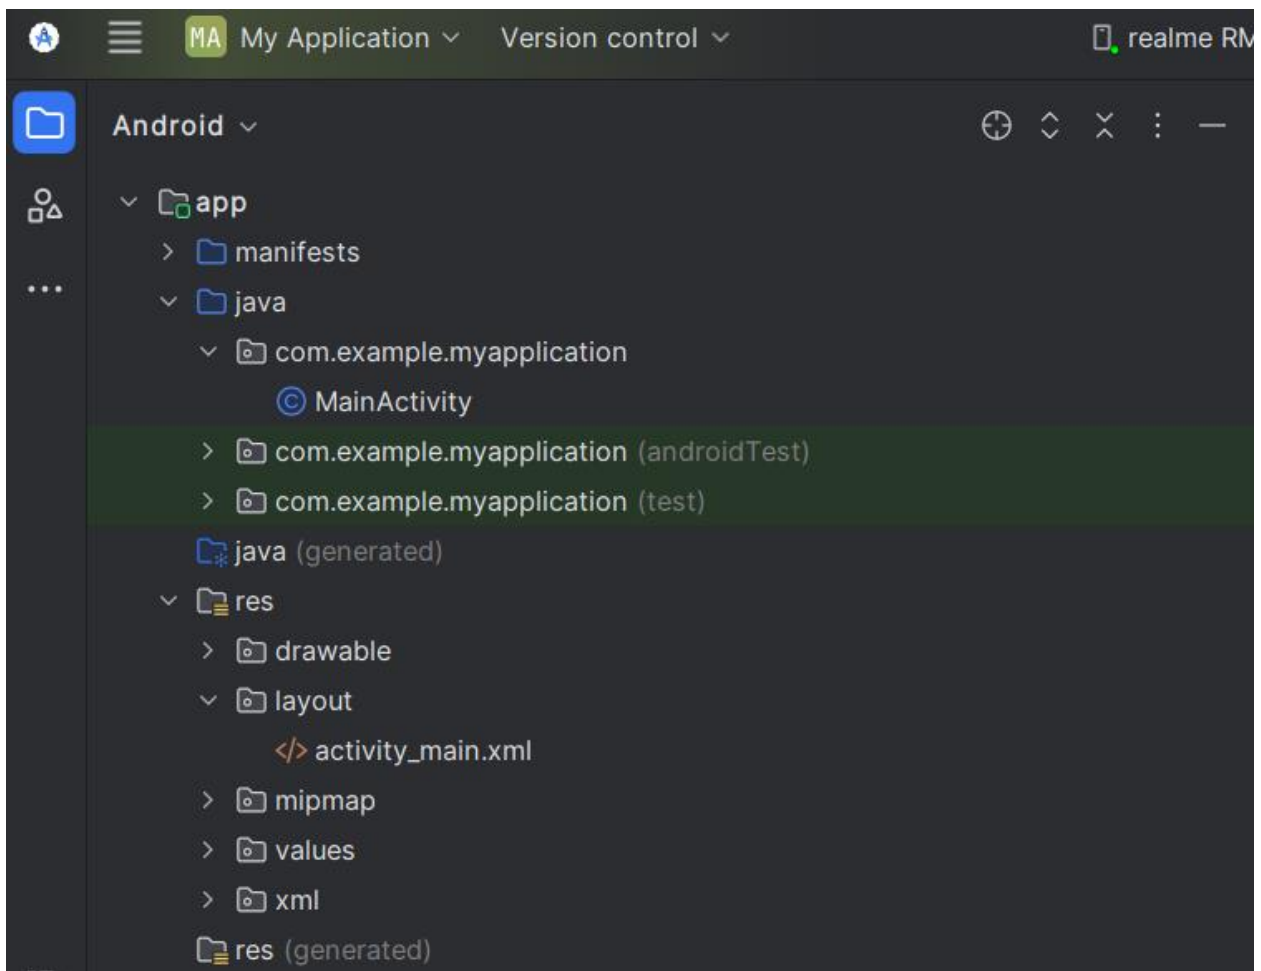 MA My Application Version control realme RM
Android
app
manifests
java
com.example.myapplication
MainActivity
com.example.myapplication (androidTest)
com.example.myapplication (test)
java (generated)
res
drawable
layout
activity_main.xml
mipmap
values
xml
res (generated)